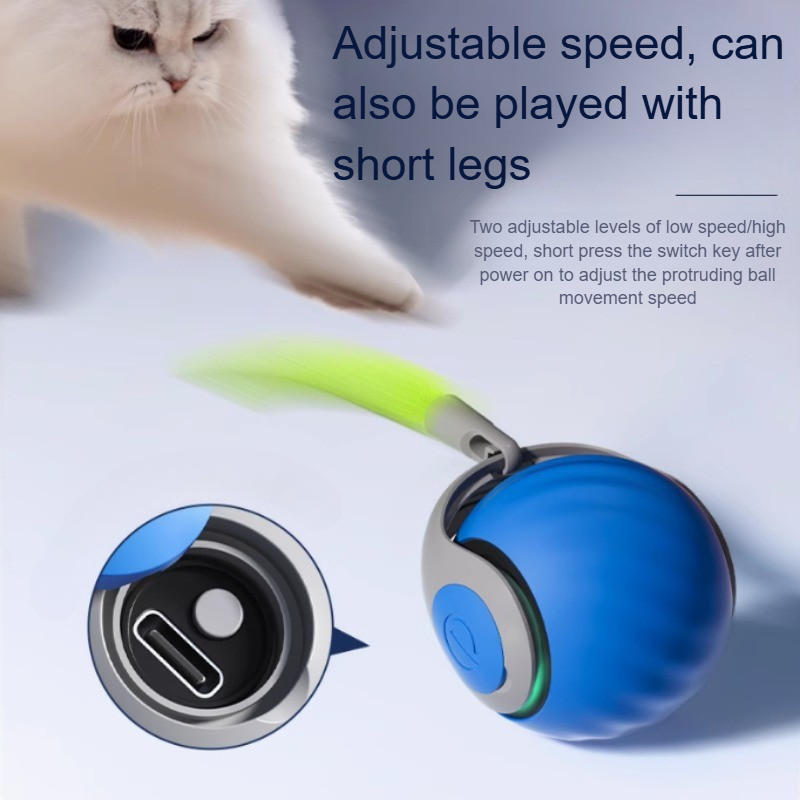 Adjustable speed, can
also be played with
short legs
Two adjustable levels of low speed/high
speed, short press the switch key after
power on to adjust the protruding ball
movement speed